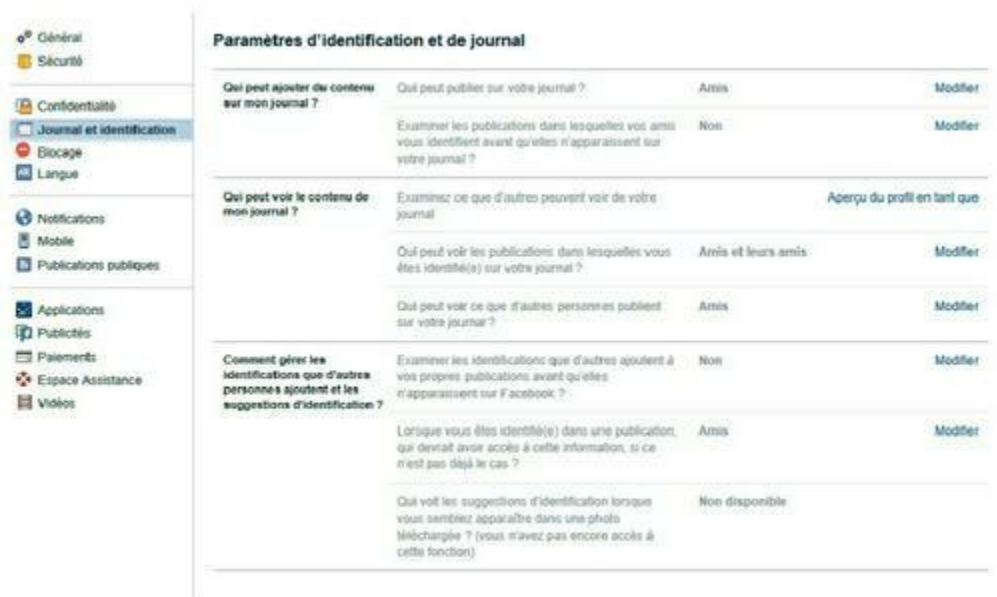 Général
Sécurité
Confidentialité
Journal et identification
Blocage
Langue
Notifications
Mobile
Publications publiques
Applications
Publicités
Paiements
Espace Assistance
Vidéos
Paramètres d'identification et de journal
Qui peut ajouter du contenu
sur mon journal ?
Qui peut publier sur votre journal ?
Amis
Modifier
Examiner les publications dans lesquelles vos amis
vous identifient avant qu'elles n'apparaissent sur
votre journal ?
Non
Modifier
Qui peut voir le contenu de
mon journal ?
Examinez ce que d'autres peuvent voir de votre
journal
Aperçu du profil en tant que
Qui peut voir les publications dans lesquelles vous
êtes identifié(e) sur votre journal ?
Amis et leurs amis
Modifier
Qui peut voir ce que d'autres personnes publient
sur votre journal ?
Amis
Modifier
Comment gérer les
identifications que d'autres
personnes ajoutent et les
suggestions d'identification ?
Examiner les identifications que d'autres ajoutent à
vos propres publications avant qu'elles
n'apparaissent sur Facebook ?
Non
Modifier
Lorsque vous êtes identifié(e) dans une publication,
qui devrait avoir accès à cette information, si ce
n'est pas déjà le cas ?
Amis
Modifier
Qui voit les suggestions d'identification lorsque
vous semblez apparaître dans une photo
téléchargée ? (vous n'avez pas encore accès à
cette fonction)
Non disponible